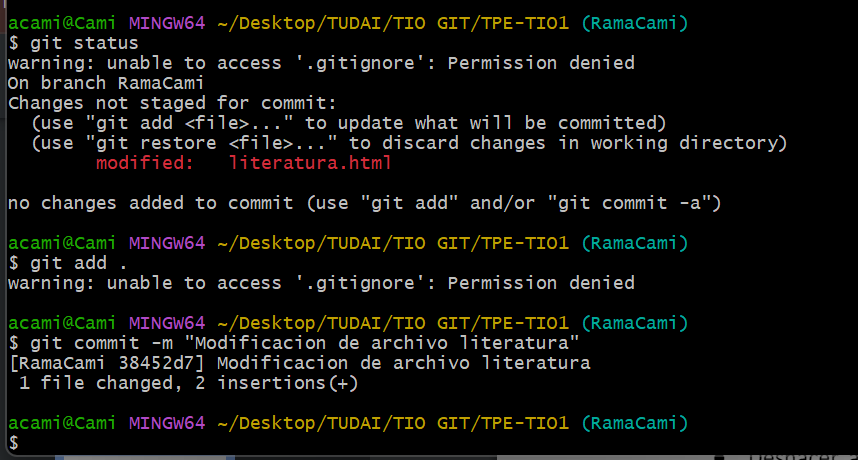 acami@Cami MINGW64 ~/Desktop/TUDAI/TIO GIT/TPE-TIO1 (RamaCami)
$ git status
warning: unable to access '.gitignore': Permission denied
On branch RamaCami
Changes not staged for commit:
  (use "git add <file>..." to update what will be committed)
  (use "git restore <file>..." to discard changes in working directory)
        modified:   literatura.html

no changes added to commit (use "git add" and/or "git commit -a")

acami@Cami MINGW64 ~/Desktop/TUDAI/TIO GIT/TPE-TIO1 (RamaCami)
$ git add .
warning: unable to access '.gitignore': Permission denied

acami@Cami MINGW64 ~/Desktop/TUDAI/TIO GIT/TPE-TIO1 (RamaCami)
$ git commit -m "Modificacion de archivo literatura"
[RamaCami 38452d7] Modificacion de archivo literatura
 1 file changed, 2 insertions(+)

acami@Cami MINGW64 ~/Desktop/TUDAI/TIO GIT/TPE-TIO1 (RamaCami)
$